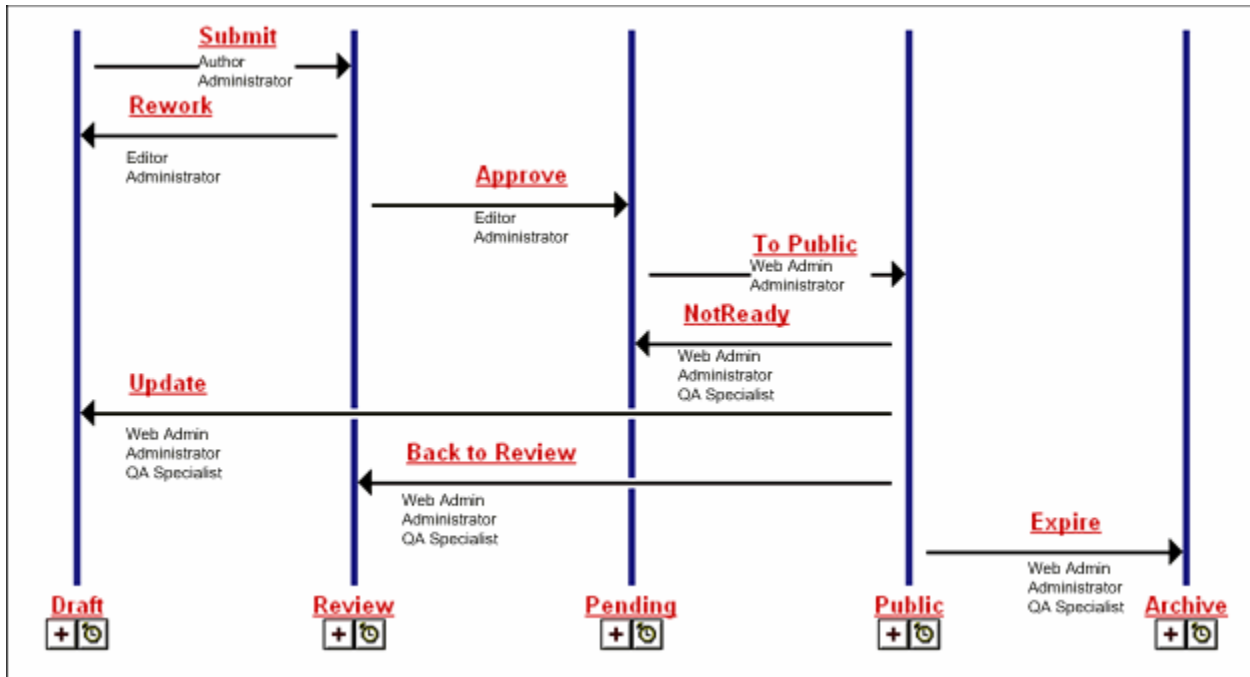 Submit
Author
Administrator
Rework
Editor
Administrator
Approve
Editor
Administrator
To Public
Web Admin
Administrator
NotReady
Web Admin
Administrator
QA Specialist
Update
Web Admin
Administrator
QA Specialist
Back to Review
Web Admin
Administrator
QA Specialist
Expire
Web Admin
Administrator
QA Specialist
Draft
Review
Pending
Public
Archive